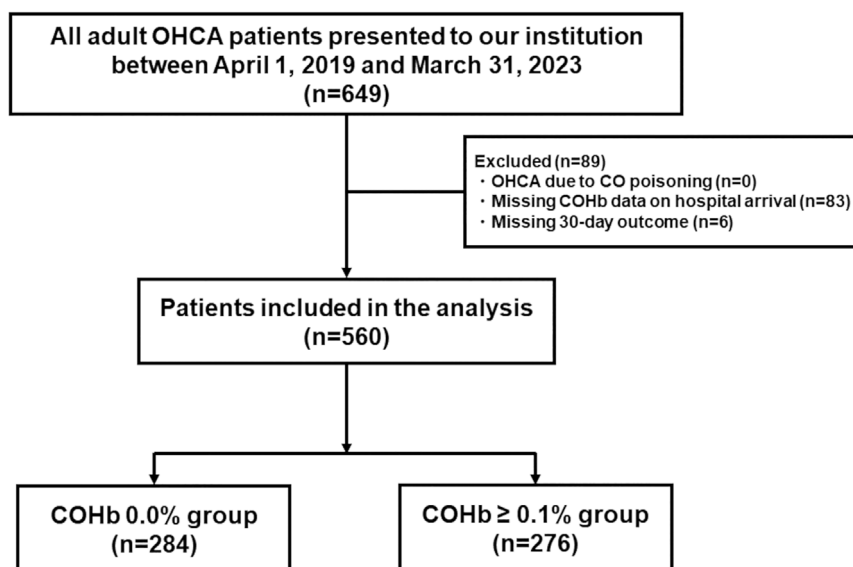 All adult OHCA patients presented to our institution
between April 1, 2019 and March 31, 2023
(n=649)
Excluded (n=89)
・OHCA due to CO poisoning (n=0)
・Missing COHb data on hospital arrival (n=83)
・Missing 30-day outcome (n=6)
Patients included in the analysis
(n=560)
COHb 0.0% group
(n=284)
COHb ≥ 0.1% group
(n=276)